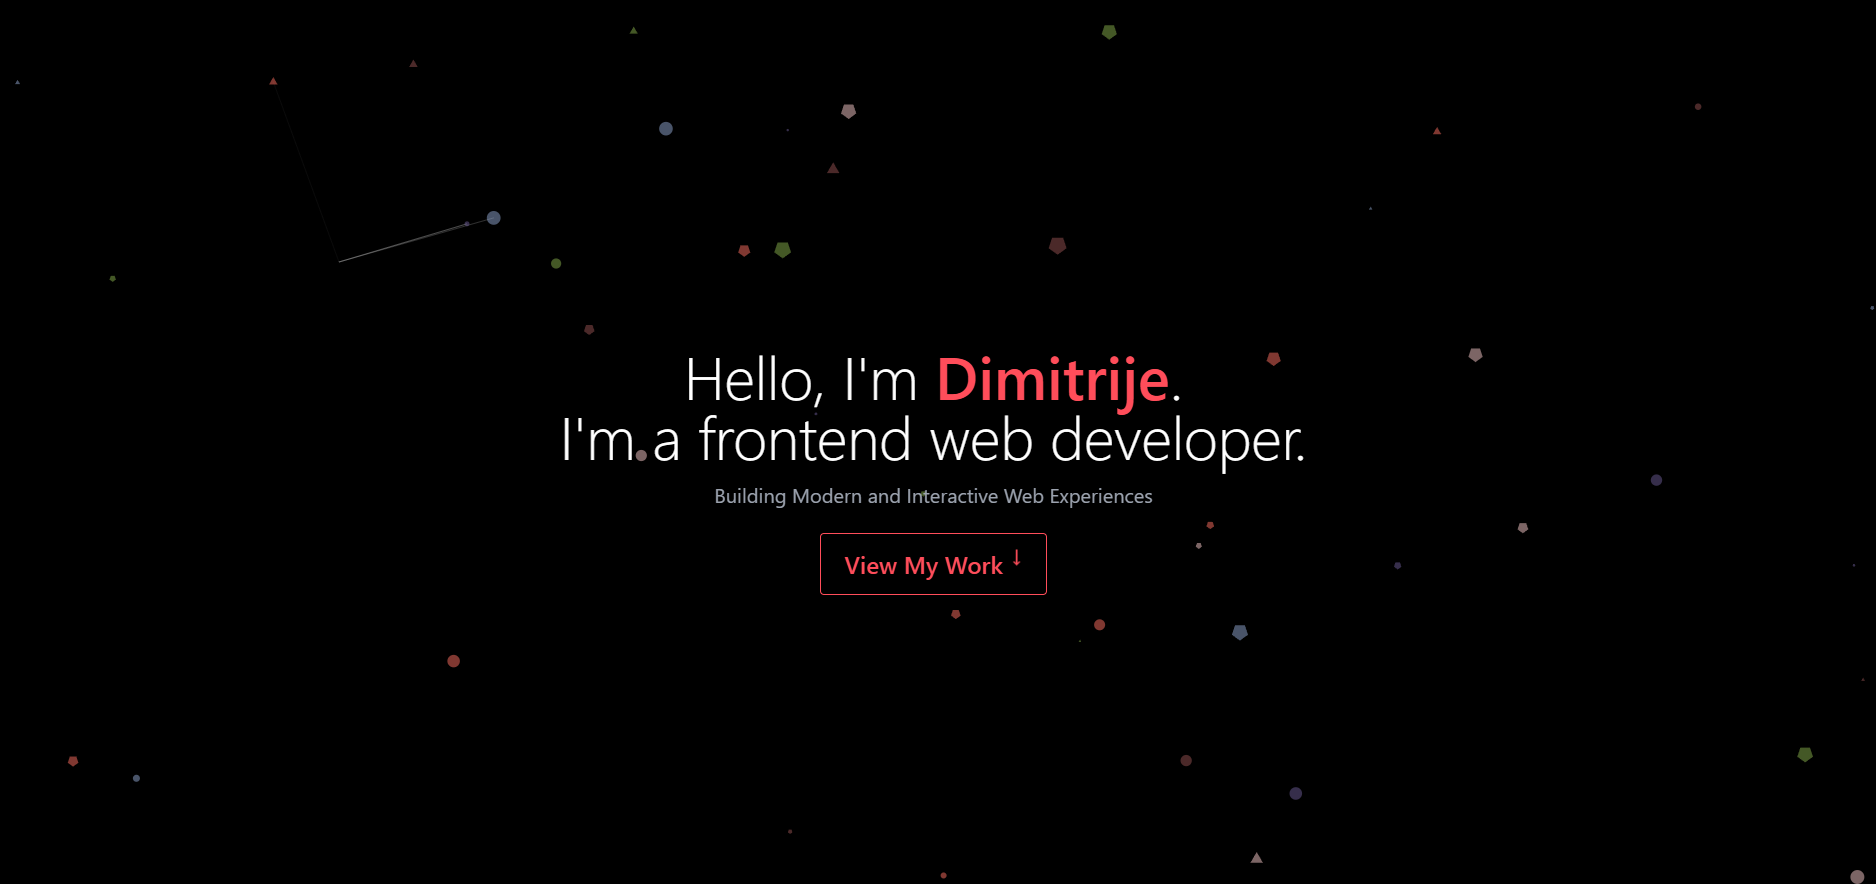 Hello, I'm Dimitrije.
I'm a frontend web developer.
Building Modern and Interactive Web Experiences
View My Work ↓